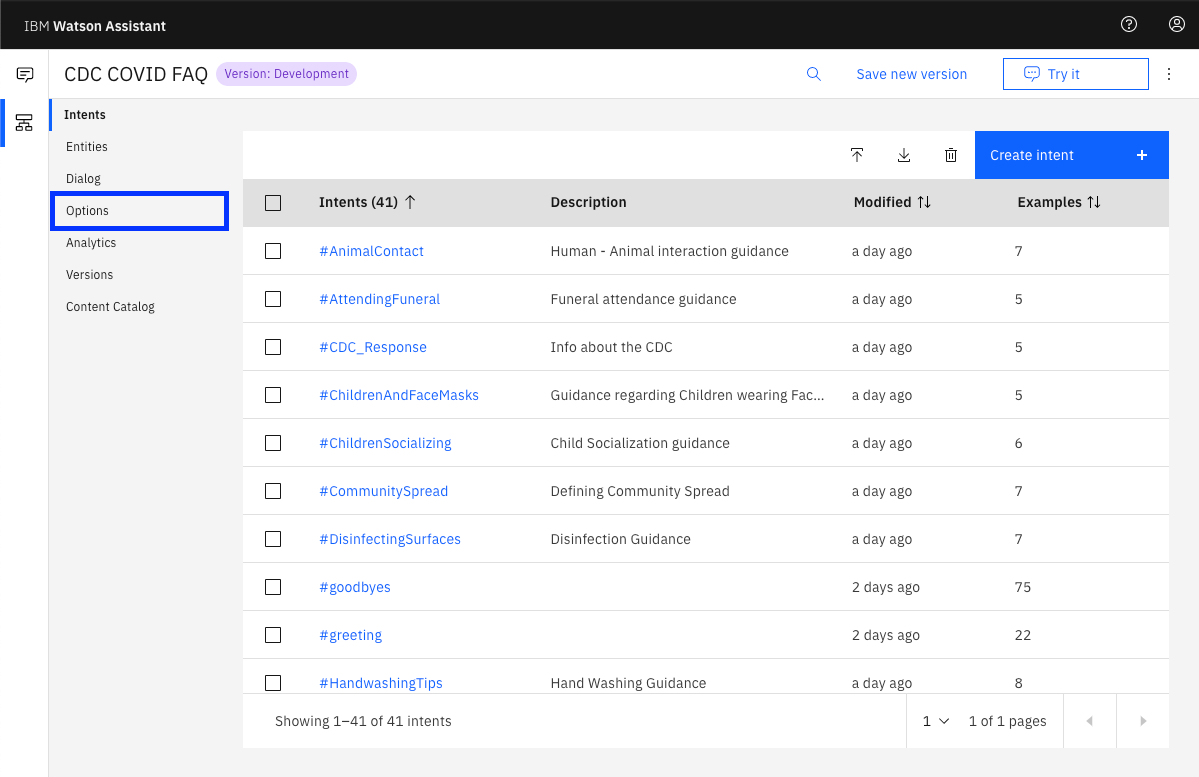 IBM Watson Assistant
CDC COVID FAQ Version: Development Save new version Try it
Intents
Entities
Dialog
Options
Analytics
Versions
Content Catalog
Create intent
Intents (41) Description Modified Examples
#AnimalContact Human - Animal interaction guidance a day ago 7
#AttendingFuneral Funeral attendance guidance a day ago 5
#CDC_Response Info about the CDC a day ago 5
#ChildrenAndFaceMasks Guidance regarding Children wearing Fac... a day ago 5
#ChildrenSocializing Child Socialization guidance a day ago 6
#CommunitySpread Defining Community Spread a day ago 7
#DisinfectingSurfaces Disinfection Guidance a day ago 7
#goodbyes 2 days ago 75
#greeting 2 days ago 22
#HandwashingTips Hand Washing Guidance a day ago 8
Showing 1–41 of 41 intents 1 1 of 1 pages